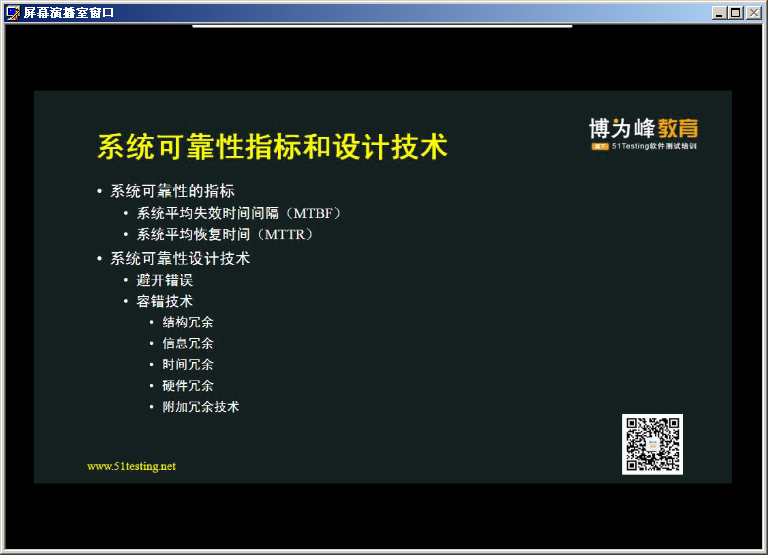 屏幕演播室窗口
博为峰教育
系统可靠性指标和设计技术
51Testing软件测试培训
• 系统可靠性的指标
• 系统平均失效时间间隔（MTBF）
• 系统平均恢复时间（MTTR）
• 系统可靠性设计技术
• 避开错误
• 容错技术
• 结构冗余
• 信息冗余
• 时间冗余
• 硬件冗余
• 附加冗余技术
www.51testing.net